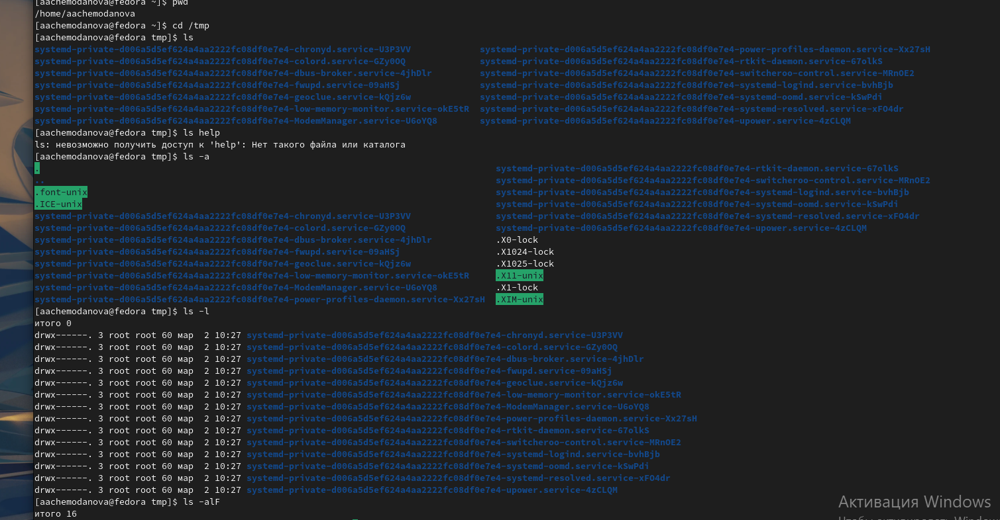 [aachemodanova@fedora ~]$ pwd
/home/aachemodanova
[aachemodanova@fedora ~]$ cd /tmp
[aachemodanova@fedora tmp]$ ls
systemd-private-d006a5d5ef624a4aa2222fc08df0e7e4-chronyd.service-U3P3VV systemd-private-d006a5d5ef624a4aa2222fc08df0e7e4-power-profiles-daemon.service-Xx27sH
systemd-private-d006a5d5ef624a4aa2222fc08df0e7e4-colord.service-GZy0OQ systemd-private-d006a5d5ef624a4aa2222fc08df0e7e4-rtkit-daemon.service-67olkS
systemd-private-d006a5d5ef624a4aa2222fc08df0e7e4-dbus-broker.service-4jhDlr systemd-private-d006a5d5ef624a4aa2222fc08df0e7e4-switcheroo-control.service-MRnOE2
systemd-private-d006a5d5ef624a4aa2222fc08df0e7e4-fwupd.service-09aHSj systemd-private-d006a5d5ef624a4aa2222fc08df0e7e4-systemd-logind.service-bvhBjb
systemd-private-d006a5d5ef624a4aa2222fc08df0e7e4-geoclue.service-kQjz6w systemd-private-d006a5d5ef624a4aa2222fc08df0e7e4-systemd-oomd.service-kSwPdi
systemd-private-d006a5d5ef624a4aa2222fc08df0e7e4-low-memory-monitor.service-okE5tR systemd-private-d006a5d5ef624a4aa2222fc08df0e7e4-systemd-resolved.service-xFO4dr
systemd-private-d006a5d5ef624a4aa2222fc08df0e7e4-ModemManager.service-U6oYQ8 systemd-private-d006a5d5ef624a4aa2222fc08df0e7e4-upower.service-4zCLQM
[aachemodanova@fedora tmp]$ ls help
ls: невозможно получить доступ к 'help': Нет такого файла или каталога
[aachemodanova@fedora tmp]$ ls -a
. systemd-private-d006a5d5ef624a4aa2222fc08df0e7e4-rtkit-daemon.service-67olkS
.. systemd-private-d006a5d5ef624a4aa2222fc08df0e7e4-switcheroo-control.service-MRnOE2
.font-unix systemd-private-d006a5d5ef624a4aa2222fc08df0e7e4-systemd-logind.service-bvhBjb
.ICE-unix systemd-private-d006a5d5ef624a4aa2222fc08df0e7e4-systemd-oomd.service-kSwPdi
systemd-private-d006a5d5ef624a4aa2222fc08df0e7e4-chronyd.service-U3P3VV systemd-private-d006a5d5ef624a4aa2222fc08df0e7e4-systemd-resolved.service-xFO4dr
systemd-private-d006a5d5ef624a4aa2222fc08df0e7e4-colord.service-GZy0OQ systemd-private-d006a5d5ef624a4aa2222fc08df0e7e4-upower.service-4zCLQM
systemd-private-d006a5d5ef624a4aa2222fc08df0e7e4-dbus-broker.service-4jhDlr .X0-lock
systemd-private-d006a5d5ef624a4aa2222fc08df0e7e4-fwupd.service-09aHSj .X1024-lock
systemd-private-d006a5d5ef624a4aa2222fc08df0e7e4-geoclue.service-kQjz6w .X1025-lock
systemd-private-d006a5d5ef624a4aa2222fc08df0e7e4-low-memory-monitor.service-okE5tR .X11-unix
systemd-private-d006a5d5ef624a4aa2222fc08df0e7e4-ModemManager.service-U6oYQ8 .X1-lock
systemd-private-d006a5d5ef624a4aa2222fc08df0e7e4-power-profiles-daemon.service-Xx27sH .XIM-unix
[aachemodanova@fedora tmp]$ ls -l
итого 0
drwx------. 3 root root 60 мар  2 10:27 systemd-private-d006a5d5ef624a4aa2222fc08df0e7e4-chronyd.service-U3P3VV
drwx------. 3 root root 60 мар  2 10:27 systemd-private-d006a5d5ef624a4aa2222fc08df0e7e4-colord.service-GZy0OQ
drwx------. 3 root root 60 мар  2 10:27 systemd-private-d006a5d5ef624a4aa2222fc08df0e7e4-dbus-broker.service-4jhDlr
drwx------. 3 root root 60 мар  2 10:27 systemd-private-d006a5d5ef624a4aa2222fc08df0e7e4-fwupd.service-09aHSj
drwx------. 3 root root 60 мар  2 10:27 systemd-private-d006a5d5ef624a4aa2222fc08df0e7e4-geoclue.service-kQjz6w
drwx------. 3 root root 60 мар  2 10:27 systemd-private-d006a5d5ef624a4aa2222fc08df0e7e4-low-memory-monitor.service-okE5tR
drwx------. 3 root root 60 мар  2 10:27 systemd-private-d006a5d5ef624a4aa2222fc08df0e7e4-ModemManager.service-U6oYQ8
drwx------. 3 root root 60 мар  2 10:27 systemd-private-d006a5d5ef624a4aa2222fc08df0e7e4-power-profiles-daemon.service-Xx27sH
drwx------. 3 root root 60 мар  2 10:27 systemd-private-d006a5d5ef624a4aa2222fc08df0e7e4-rtkit-daemon.service-67olkS
drwx------. 3 root root 60 мар  2 10:27 systemd-private-d006a5d5ef624a4aa2222fc08df0e7e4-switcheroo-control.service-MRnOE2
drwx------. 3 root root 60 мар  2 10:27 systemd-private-d006a5d5ef624a4aa2222fc08df0e7e4-systemd-logind.service-bvhBjb
drwx------. 3 root root 60 мар  2 10:27 systemd-private-d006a5d5ef624a4aa2222fc08df0e7e4-systemd-oomd.service-kSwPdi
drwx------. 3 root root 60 мар  2 10:27 systemd-private-d006a5d5ef624a4aa2222fc08df0e7e4-systemd-resolved.service-xFO4dr
drwx------. 3 root root 60 мар  2 10:27 systemd-private-d006a5d5ef624a4aa2222fc08df0e7e4-upower.service-4zCLQM
[aachemodanova@fedora tmp]$ ls -alF
итого 16
Активация Windows